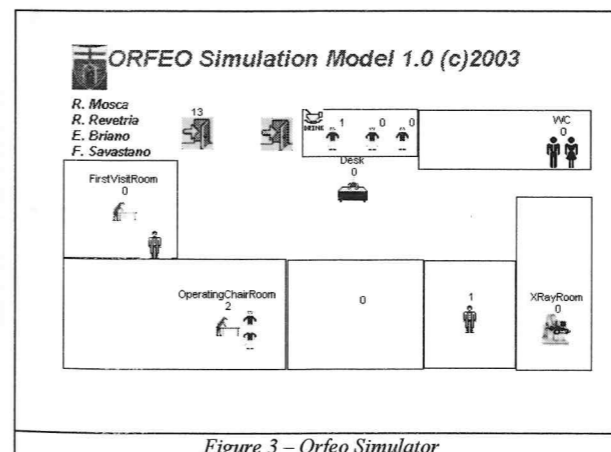 ORFEO Simulation Model 1.0 (c)2003
R. Mosca
R. Revetria
E. Briano
F. Savastano
13
DRINK
1 0 0
WC
0
Desk
0
FirstVisitRoom
0
OperatingChairRoom
2
0
1
XRayRoom
0
Figure 3 – Orfeo Simulator